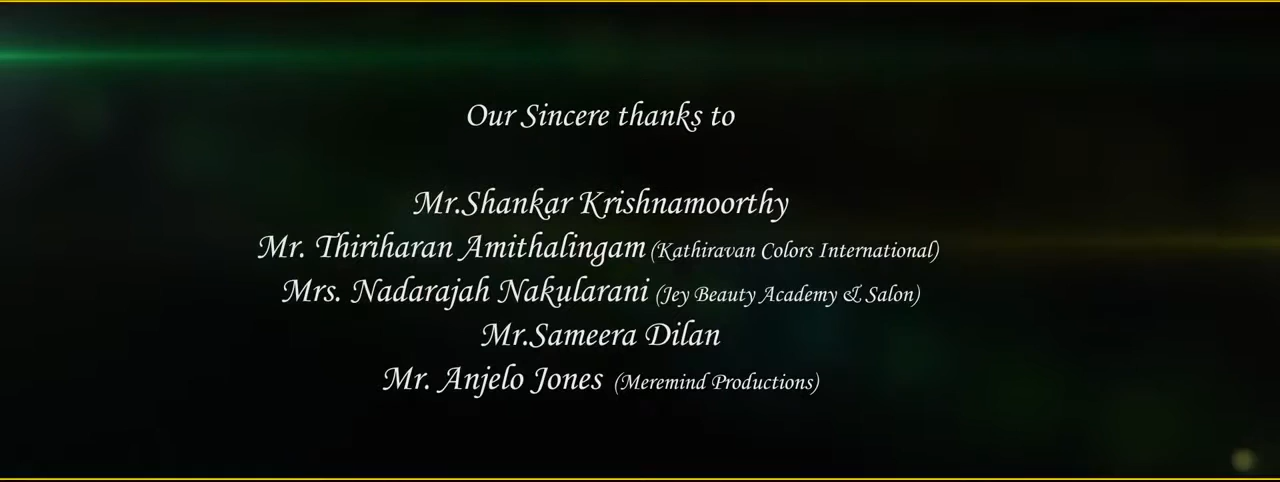 Our Sincere thanks to
Mr.Shankar Krishnamoorthy
Mr. Thiriharan Amithalingam (Kathiravan Colors International)
Mrs. Nadarajah Nakularani (Jey Beauty Academy & Salon)
Mr.Sameera Dilan
Mr. Anjelo Jones (Meremind Productions)